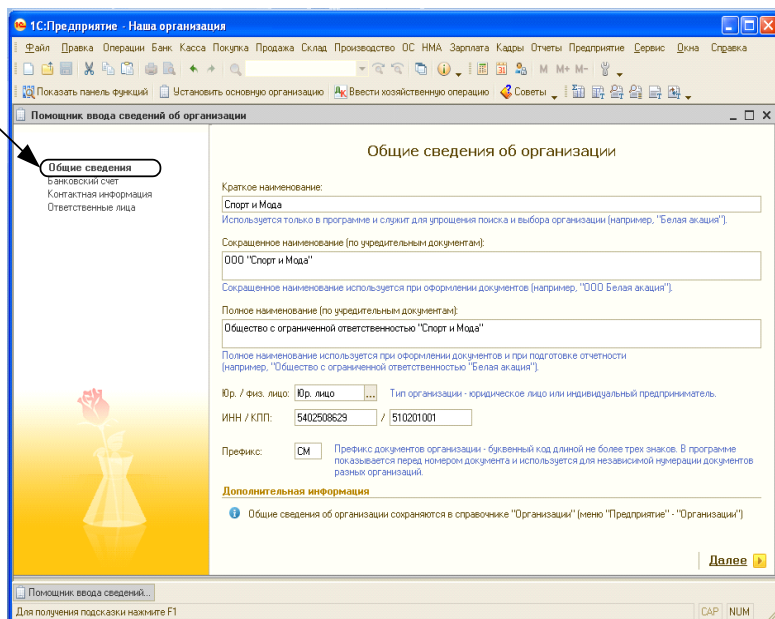 1С:Предприятие - Наша организация
Файл Правка Операции Банк Касса Покупка Продажа Склад Производство ОС НМА Зарплата Кадры Отчеты Предприятие Сервис Окна Справка
M M+ M-
Показать панель функций Установить основную организацию Ввести хозяйственную операцию Советы
Помощник ввода сведений об организации
Общие сведения
Банковский счет
Контактная информация
Ответственные лица
Общие сведения об организации
Краткое наименование:
Спорт и Мода
Используется только в программе и служит для упрощения поиска и выбора организации (например, "Белая акация").
Сокращенное наименование (по учредительным документам):
ООО "Спорт и Мода"
Сокращенное наименование используется при оформлении документов (например, "ООО Белая акация").
Полное наименование (по учредительным документам):
Общество с ограниченной ответственностью "Спорт и Мода"
Полное наименование используется при оформлении документов и при подготовке отчетности
(например, "Общество с ограниченной ответственностью "Белая акация").
Юр. / физ. лицо: Юр. лицо ... Тип организации - юридическое лицо или индивидуальный предприниматель.
ИНН / КПП: 5402508629 / 510201001
Префикс: СМ Префикс документов организации - буквенный код длиной не более трех знаков. В программе
показывается перед номером документа и используется для независимой нумерации документов
разных организаций.
Дополнительная информация
Общие сведения об организации сохраняются в справочнике "Организации" (меню "Предприятие" - "Организации")
Далее
Помощник ввода сведений...
Для получения подсказки нажмите F1
CAP NUM